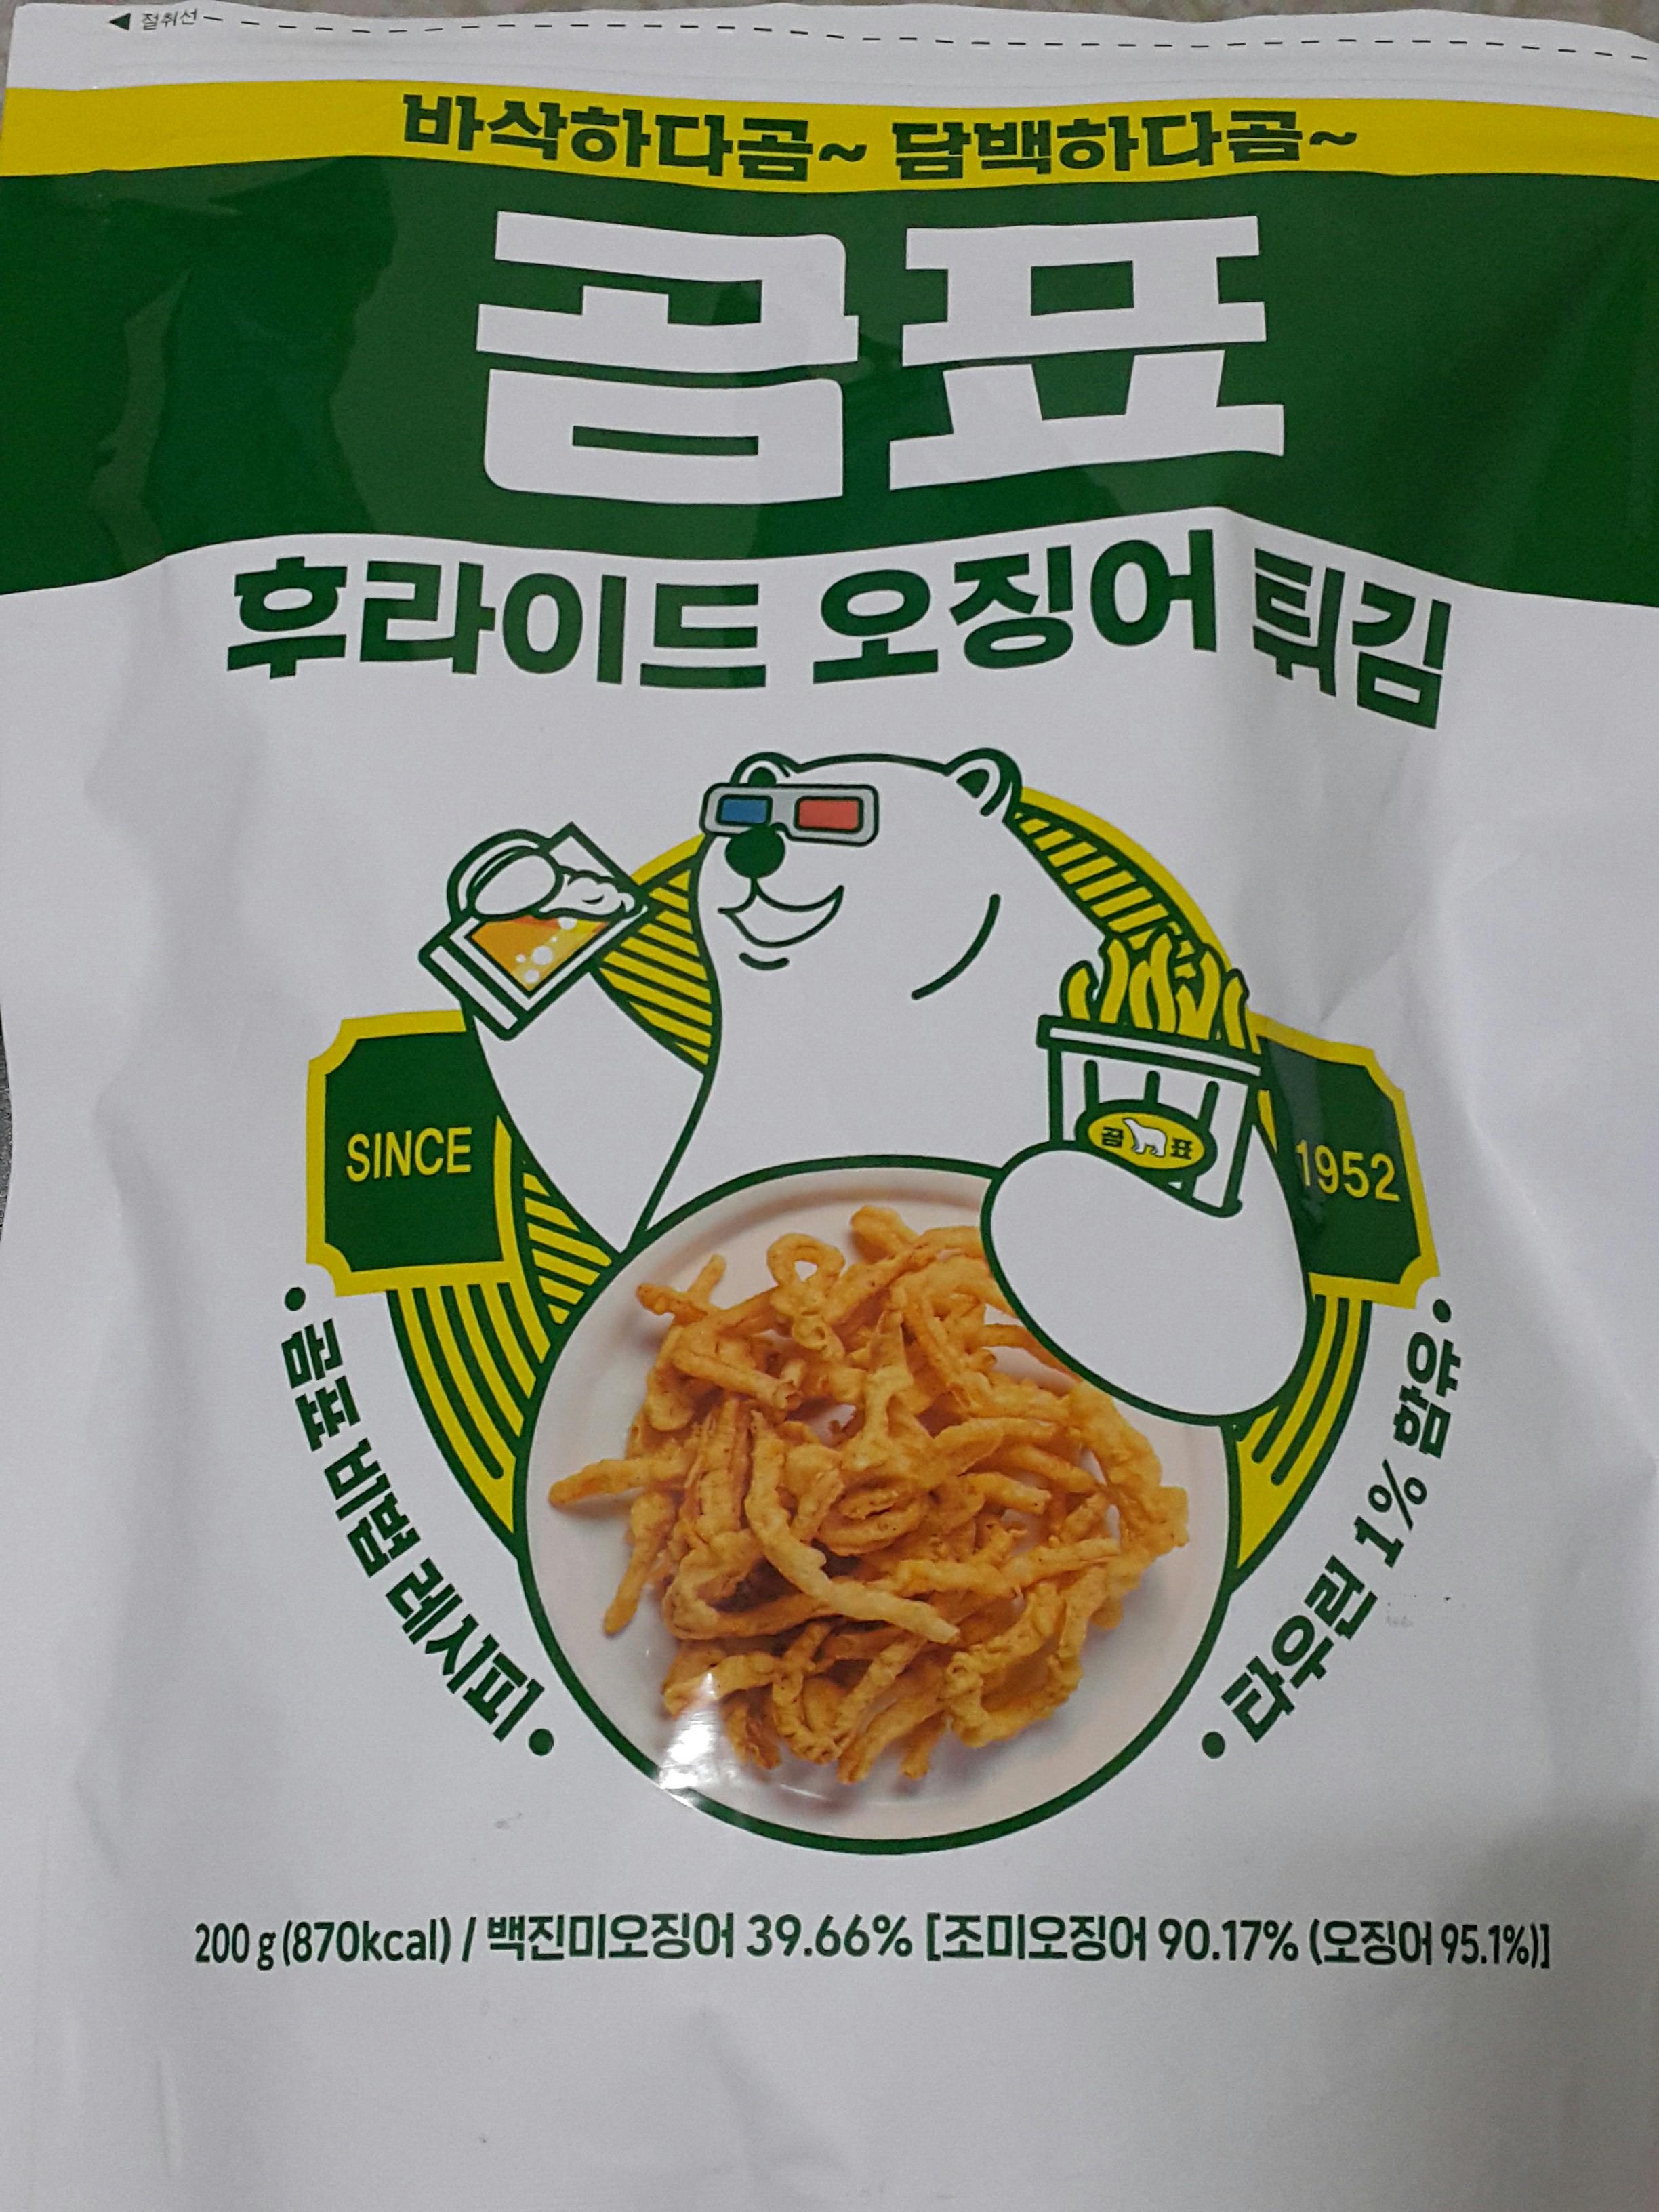 절취선
바삭하다곰~ 담백하다곰~
곰표
후라이드 오징어 튀김
곰 표
SINCE
1952
• 곰표 비법 레시피 •
• 타우린 1% 함유 •
200 g (870kcal) / 백진미오징어 39.66% [조미오징어 90.17% (오징어 95.1%)]